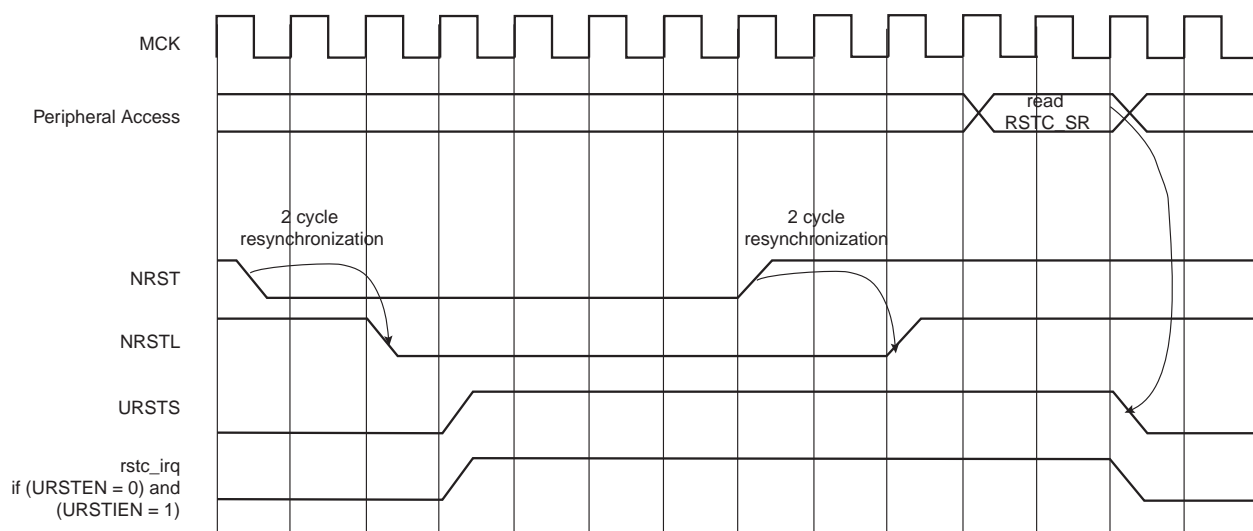 MCK
Peripheral Access
read
RSTC_SR
2 cycle
resynchronization
2 cycle
resynchronization
NRST
NRSTL
URSTS
rstc_irq
if (URSTEN = 0) and
(URSTIEN = 1)